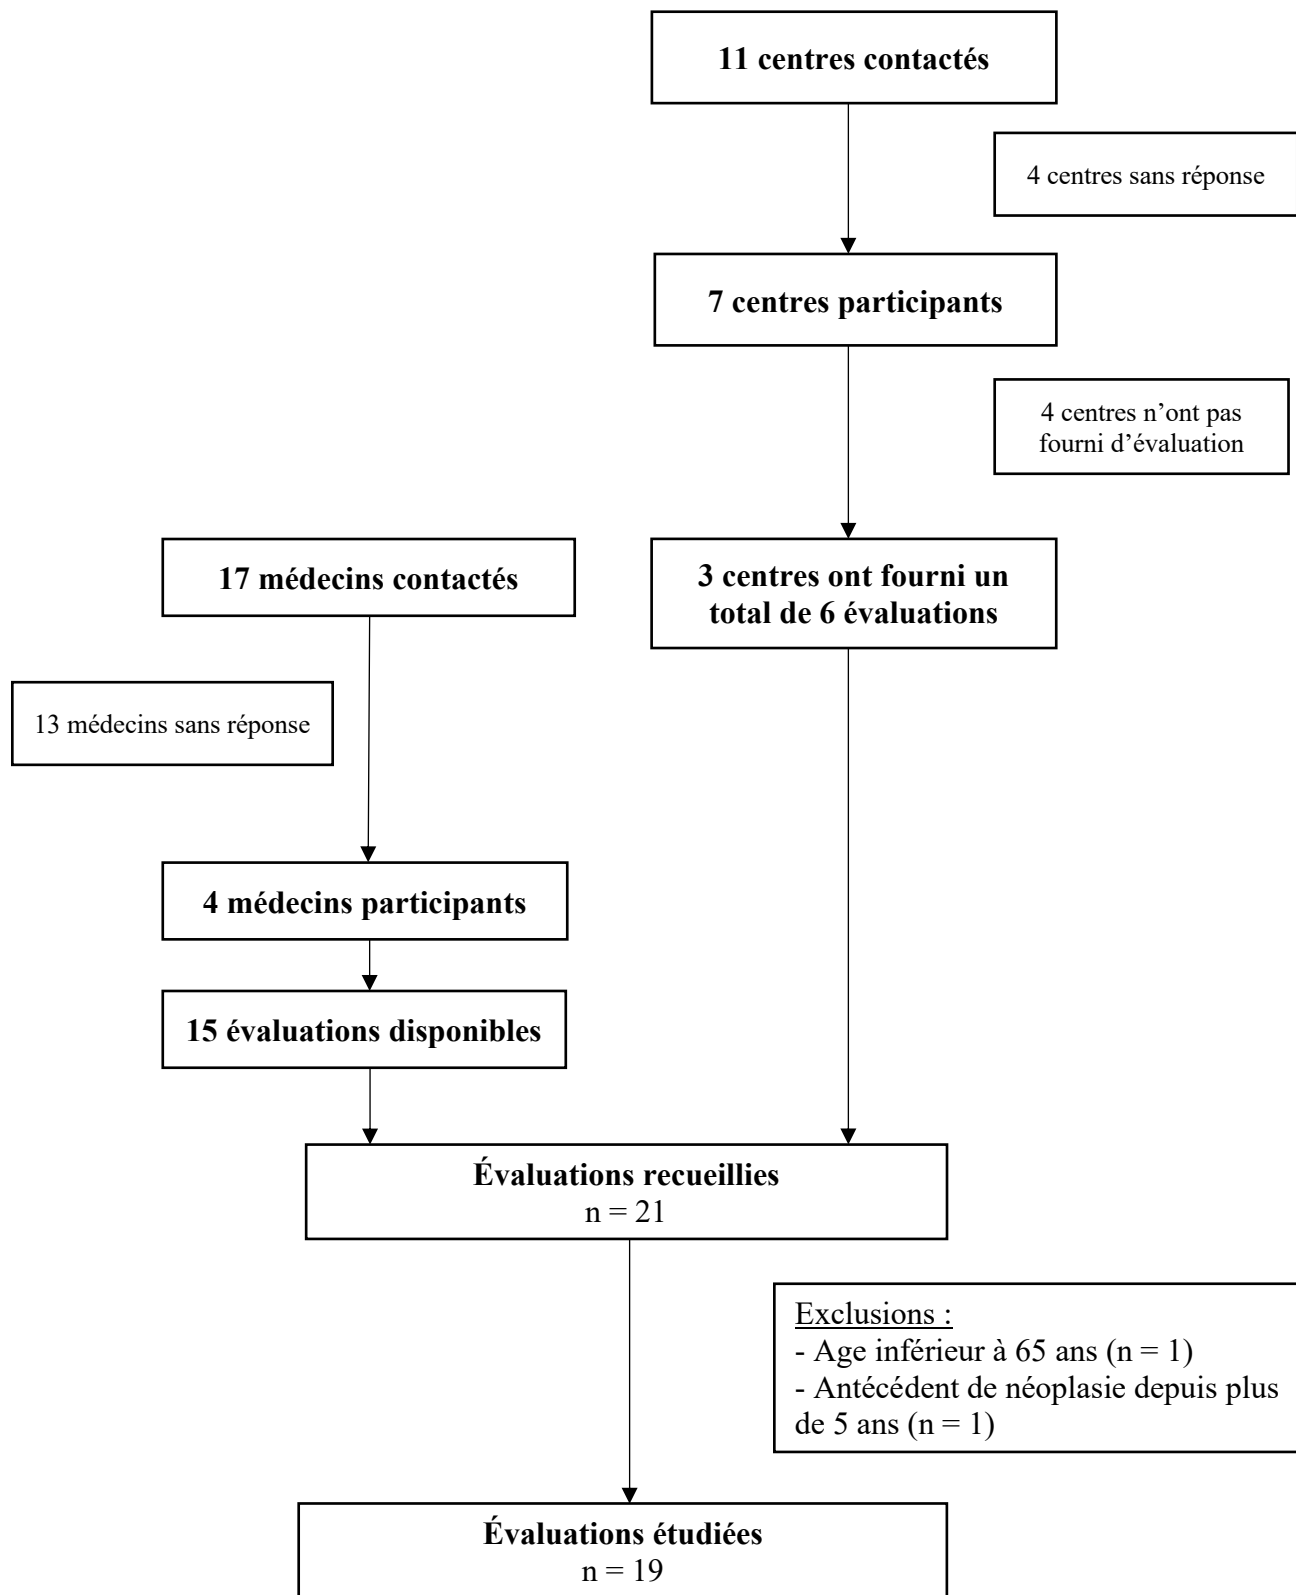 11 centres contactés
4 centres sans réponse
7 centres participants
4 centres n’ont pas
fourni d’évaluation
17 médecins contactés
3 centres ont fourni un
total de 6 évaluations
13 médecins sans réponse
4 médecins participants
15 évaluations disponibles
Évaluations recueillies
n = 21
Exclusions :
- Age inférieur à 65 ans (n = 1)
- Antécédent de néoplasie depuis plus
de 5 ans (n = 1)
Évaluations étudiées
n = 19